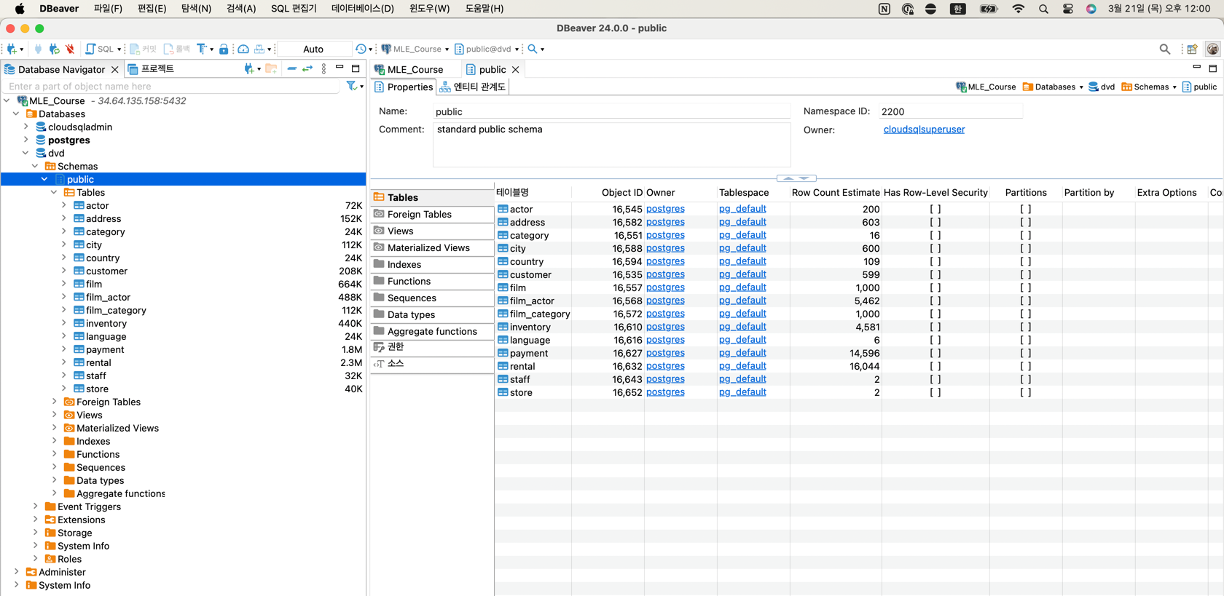 DBeaver 파일(F) 편집(E) 탐색(N) 검색(A) SQL 편집기 데이터베이스(D) 윈도우(W) 도움말(H) 한 3월 21일 (목) 오후 12:00
DBeaver 24.0.0 - public
SQL 커밋 롤백 Auto MLE_Course public@dvd
Database Navigator 프로젝트
Enter a part of object name here
MLE_Course - 34.64.135.158:5432
Databases
cloudsqladmin
postgres
dvd
Schemas
public
Tables
actor 72K
address 152K
category 24K
city 112K
country 24K
customer 208K
film 664K
film_actor 488K
film_category 112K
inventory 440K
language 24K
payment 1.8M
rental 2.3M
staff 32K
store 40K
Foreign Tables
Views
Materialized Views
Indexes
Functions
Sequences
Data types
Aggregate functions
Event Triggers
Extensions
Storage
System Info
Roles
Administer
System Info
MLE_Course public
Properties 엔티티 관계도 MLE_Course Databases dvd Schemas public
Name: public Namespace ID: 2200
Comment: standard public schema Owner: cloudsqlsuperuser
Tables
Foreign Tables
Views
Materialized Views
Indexes
Functions
Sequences
Data types
Aggregate functions
권한
소스
테이블명 Object ID Owner Tablespace Row Count Estimate Has Row-Level Security Partitions Partition by Extra Options Co
actor 16,545 postgres pg_default 200 [ ] [ ]
address 16,582 postgres pg_default 603 [ ] [ ]
category 16,551 postgres pg_default 16 [ ] [ ]
city 16,588 postgres pg_default 600 [ ] [ ]
country 16,594 postgres pg_default 109 [ ] [ ]
customer 16,535 postgres pg_default 599 [ ] [ ]
film 16,557 postgres pg_default 1,000 [ ] [ ]
film_actor 16,568 postgres pg_default 5,462 [ ] [ ]
film_category 16,572 postgres pg_default 1,000 [ ] [ ]
inventory 16,610 postgres pg_default 4,581 [ ] [ ]
language 16,616 postgres pg_default 6 [ ] [ ]
payment 16,627 postgres pg_default 14,596 [ ] [ ]
rental 16,632 postgres pg_default 16,044 [ ] [ ]
staff 16,643 postgres pg_default 2 [ ] [ ]
store 16,652 postgres pg_default 2 [ ] [ ]